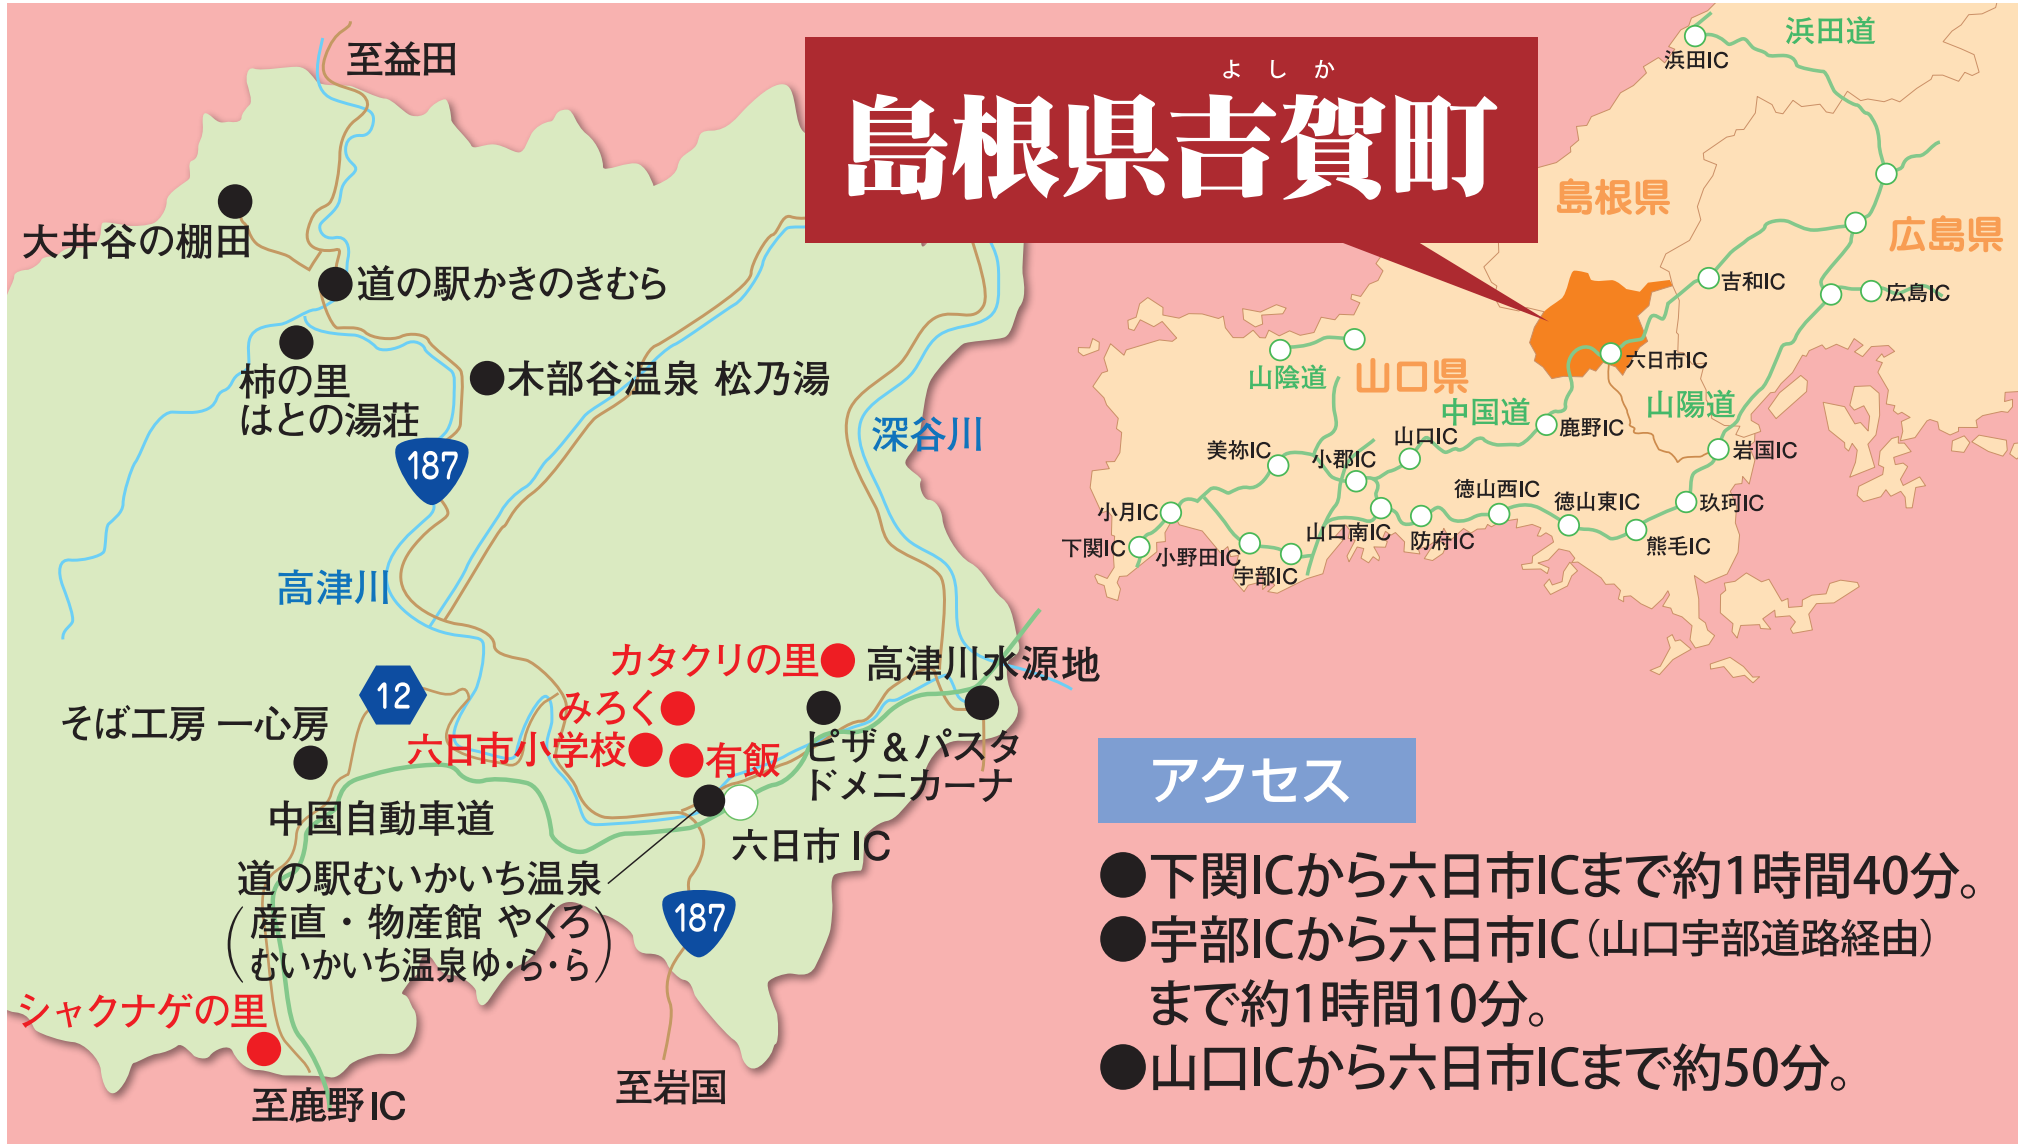 よしか
島根県吉賀町
至益田
大井谷の棚田
道の駅かきのきむら
柿の里
はとの湯荘
木部谷温泉 松乃湯
187
深谷川
高津川
カタクリの里
高津川水源地
12
みろく
そば工房 一心房
六日市小学校
有飯
ピザ&パスタ
ドメニカーナ
中国自動車道
六日市 IC
道の駅むいかいち温泉
(産直・物産館 やくろ
むいかいち温泉ゆ・ら・ら)
187
シャクナゲの里
至鹿野IC
至岩国
浜田道
浜田IC
島根県
広島県
吉和IC
広島IC
六日市IC
山陰道
山口県
中国道
山陽道
鹿野IC
山口IC
美祢IC
小郡IC
岩国IC
徳山西IC
徳山東IC
玖珂IC
小月IC
山口南IC
防府IC
熊毛IC
下関IC
小野田IC
宇部IC
アクセス
●下関ICから六日市ICまで約1時間40分。
●宇部ICから六日市IC(山口宇部道路経由)
まで約1時間10分。
●山口ICから六日市ICまで約50分。